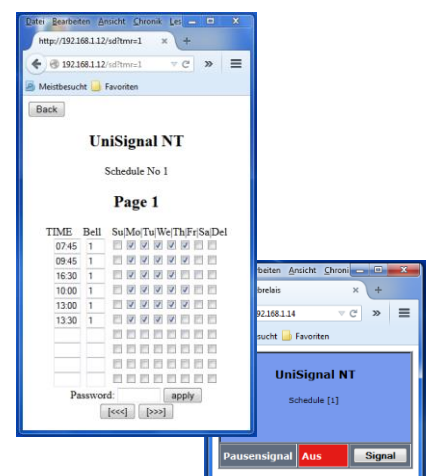 Datei Bearbeiten Ansicht Chronik Les
http://192.168.1.12/sd?tmr=1 × +
192.168.1.12/sd?tmr=1 »
Meistbesucht Favoriten
Back
UniSignal NT
Schedule No 1
Page 1
TIME Bell Su|Mo|Tu|We|Th|Fr|Sa|Del
07:45 1
09:45 1
16:30 1
10:00 1
13:00 1
13:30 1
Password: apply
[<<<] [>>>]
beiten Ansicht Chroni
brelais × +
92.168.1.14 »
sucht Favoriten
UniSignal NT
Schedule [1]
Pausensignal Aus Signal